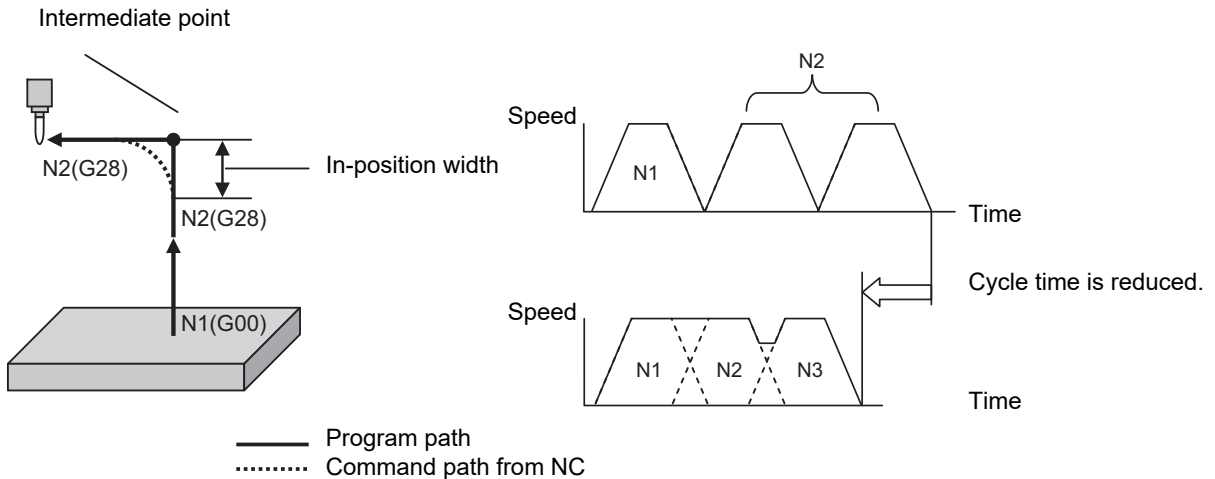 Intermediate point
N2(G28)
In-position width
N2(G28)
N1(G00)
N2
Speed
N1
Time
Cycle time is reduced.
Speed
N1
N2
N3
Time
Program path
Command path from NC